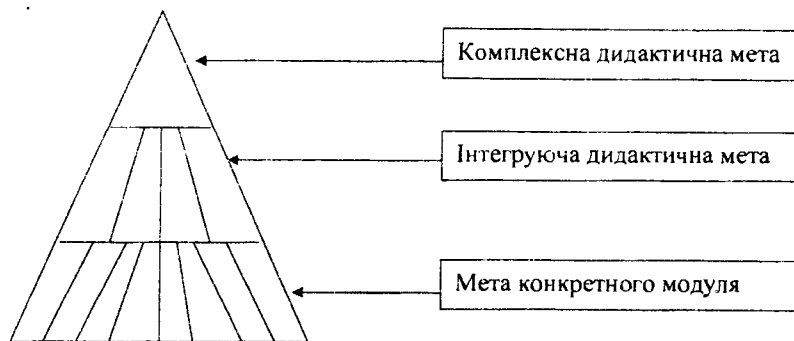 Комплексна дидактична мета
Інтегруюча дидактична мета
Мета конкретного модуля